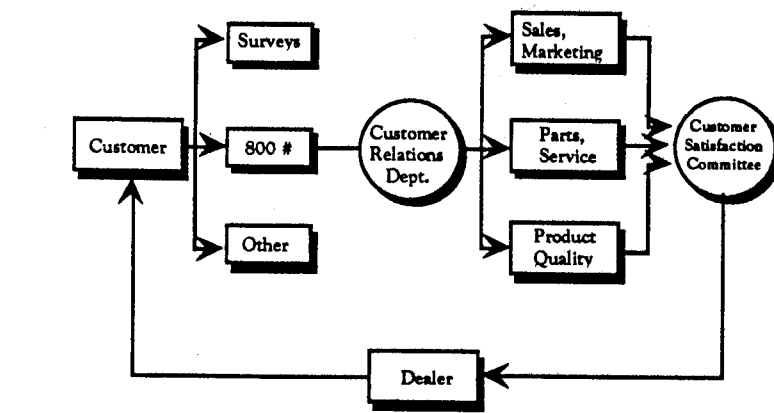 Customer
Surveys
800 #
Other
Customer
Relations
Dept.
Sales,
Marketing
Parts,
Service
Product
Quality
Customer
Satisfaction
Committee
Dealer